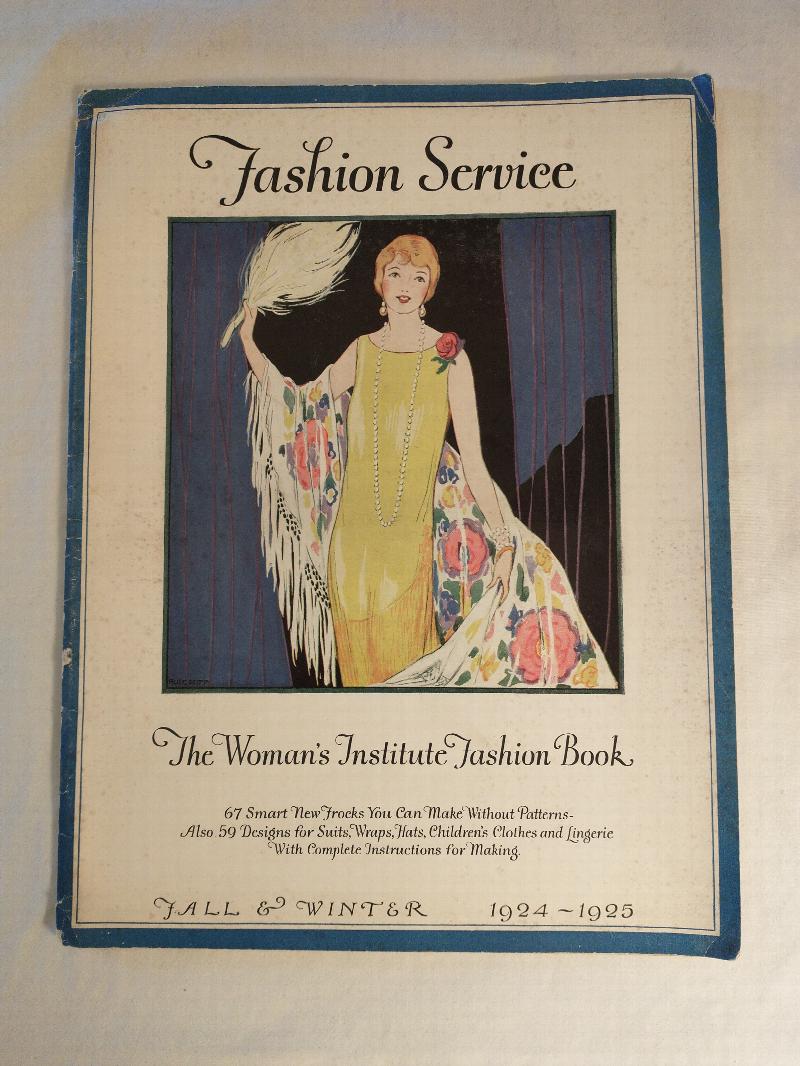 Fashion Service
The Woman's Institute Fashion Book
67 Smart New Frocks You Can Make Without Patterns-
Also 59 Designs for Suits, Wraps, Hats, Children's Clothes and Lingerie
With Complete Instructions for Making.
FALL & WINTER 1924-1925